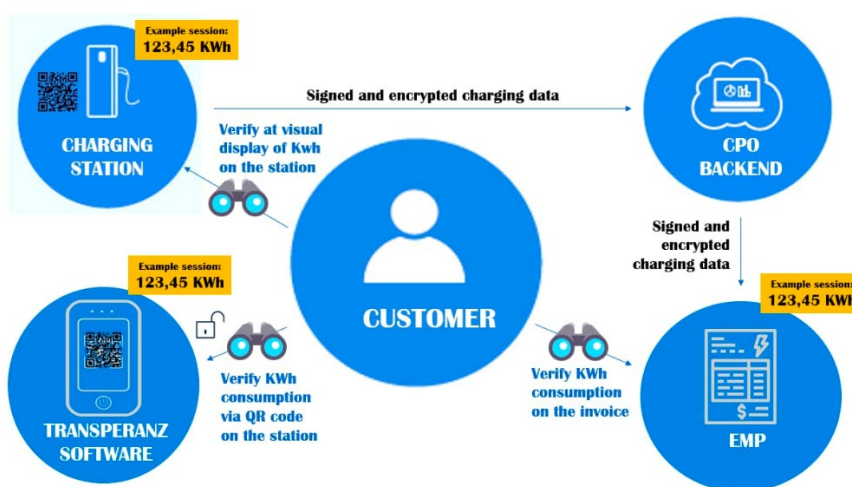 Example session:
123,45 KWh
CHARGING
STATION
Signed and encrypted charging data
CPO
BACKEND
Verify at visual
display of Kwh
on the station
Signed and
encrypted
charging data
CUSTOMER
Example session:
123,45 KWh
TRANSPERANZ
SOFTWARE
Verify KWh
consumption
via QR code
on the station
Verify KWh
consumption
on the invoice
Example session:
123,45 KWh
$
EMP